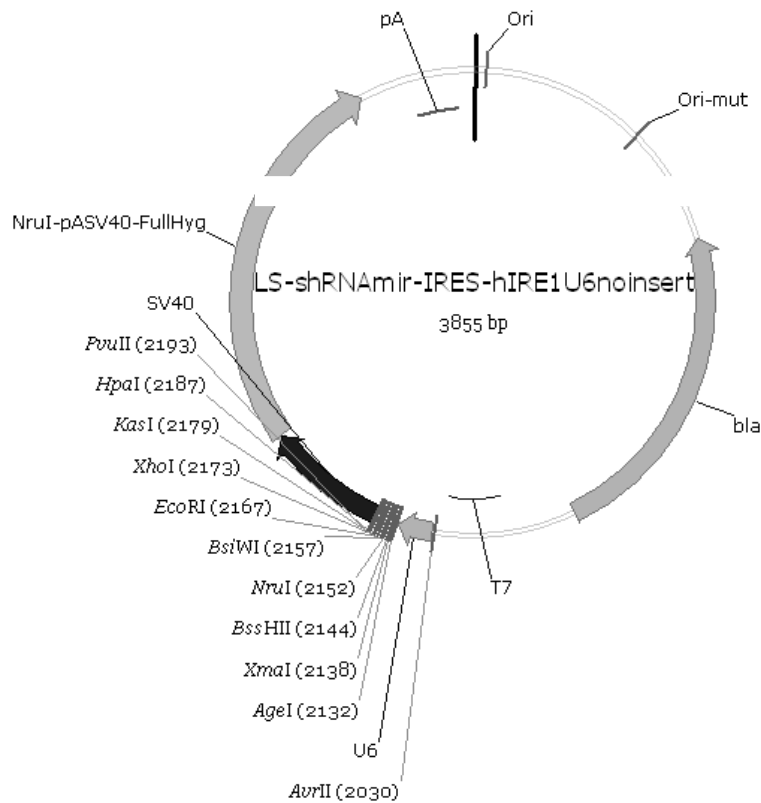 pA
Ori
Ori-mut
NruI-pASV40-FullHyg
LS-shRNAmir-IRES-hIRE1U6noinsert
3855 bp
SV40
PvuII (2193)
HpaI (2187)
KasI (2179)
XhoI (2173)
EcoRI (2167)
BsiWI (2157)
NruI (2152)
BssHII (2144)
XmaI (2138)
AgeI (2132)
U6
AvrII (2030)
T7
bla